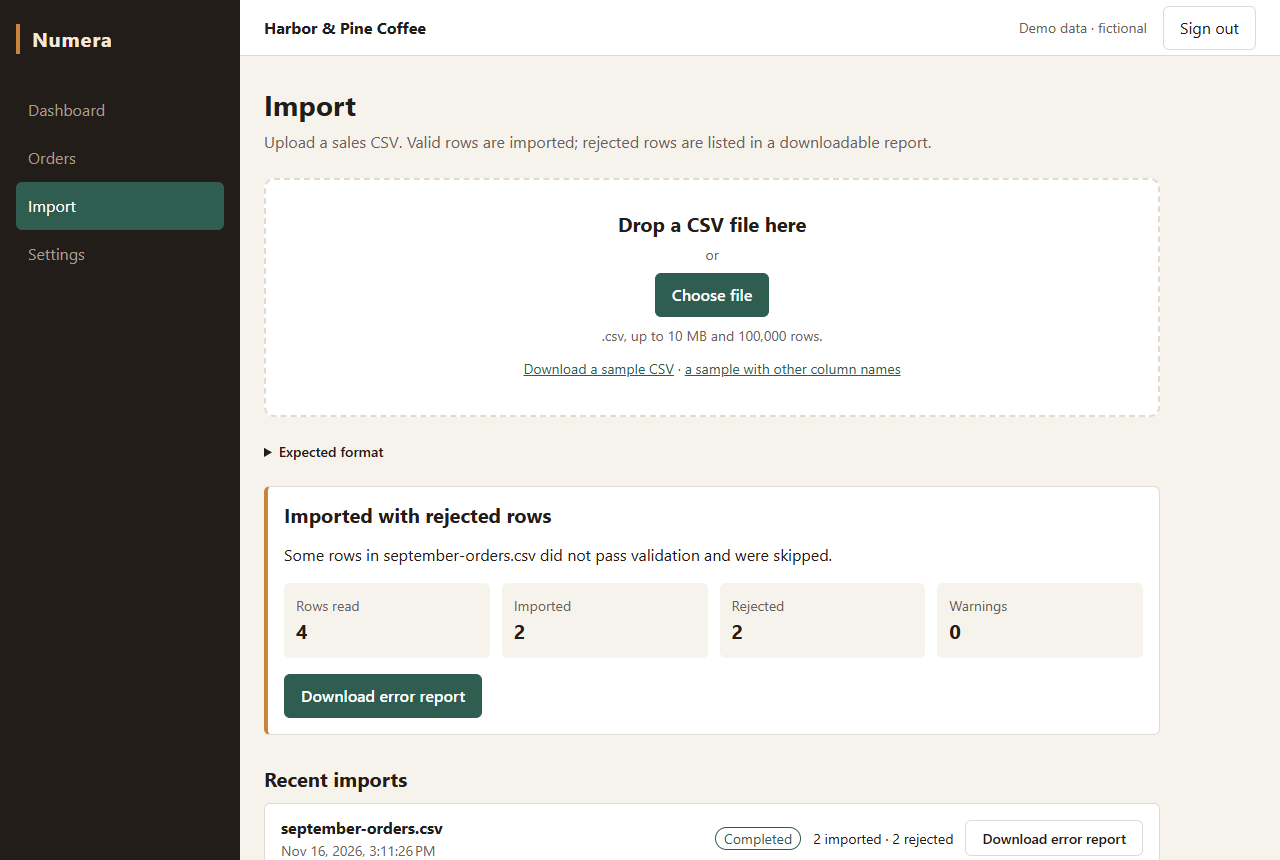 Numera
Harbor & Pine Coffee
Demo data · fictional
Sign out
Dashboard
Orders
Import
Settings
Import
Upload a sales CSV. Valid rows are imported; rejected rows are listed in a downloadable report.
Drop a CSV file here
or
Choose file
.csv, up to 10 MB and 100,000 rows.
Download a sample CSV · a sample with other column names
Expected format
Imported with rejected rows
Some rows in september-orders.csv did not pass validation and were skipped.
Rows read
4
Imported
2
Rejected
2
Warnings
0
Download error report
Recent imports
september-orders.csv
Nov 16, 2026, 3:11:26 PM
Completed
2 imported · 2 rejected
Download error report